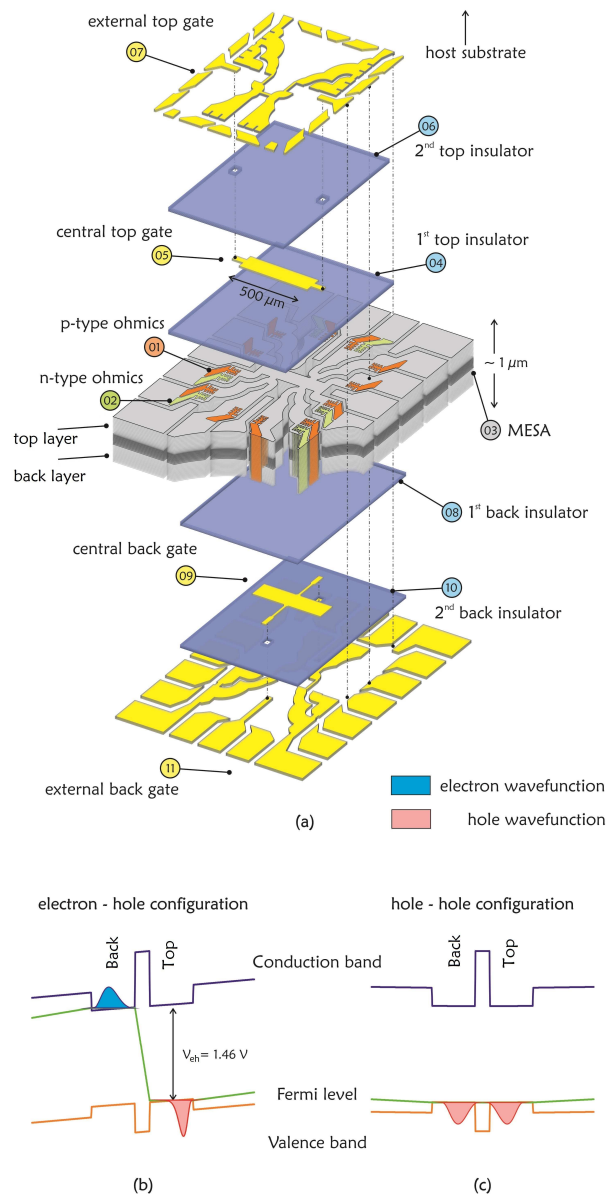 external top gate
07
host substrate
06
2nd top insulator
central top gate
05
1st top insulator
04
500 μm
p-type ohmics
01
~ 1 μm
n-type ohmics
02
03 MESA
top layer
back layer
08 1st back insulator
central back gate
09
10
2nd back insulator
11
external back gate
electron wavefunction
hole wavefunction
(a)
electron - hole configuration
Back
Top
Conduction band
Veh = 1.46 V
Fermi level
Valence band
(b)
hole - hole configuration
Back
Top
(c)